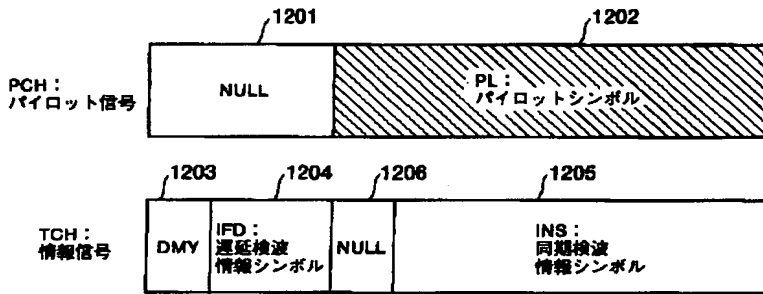 1201
1202
PCH：
パイロット信号
NULL
PL：
パイロットシンボル
1203
1204
1206
1205
TCH：
情報信号
DMY
IFD：
遅延検波
情報シンボル
NULL
INS：
同期検波
情報シンボル